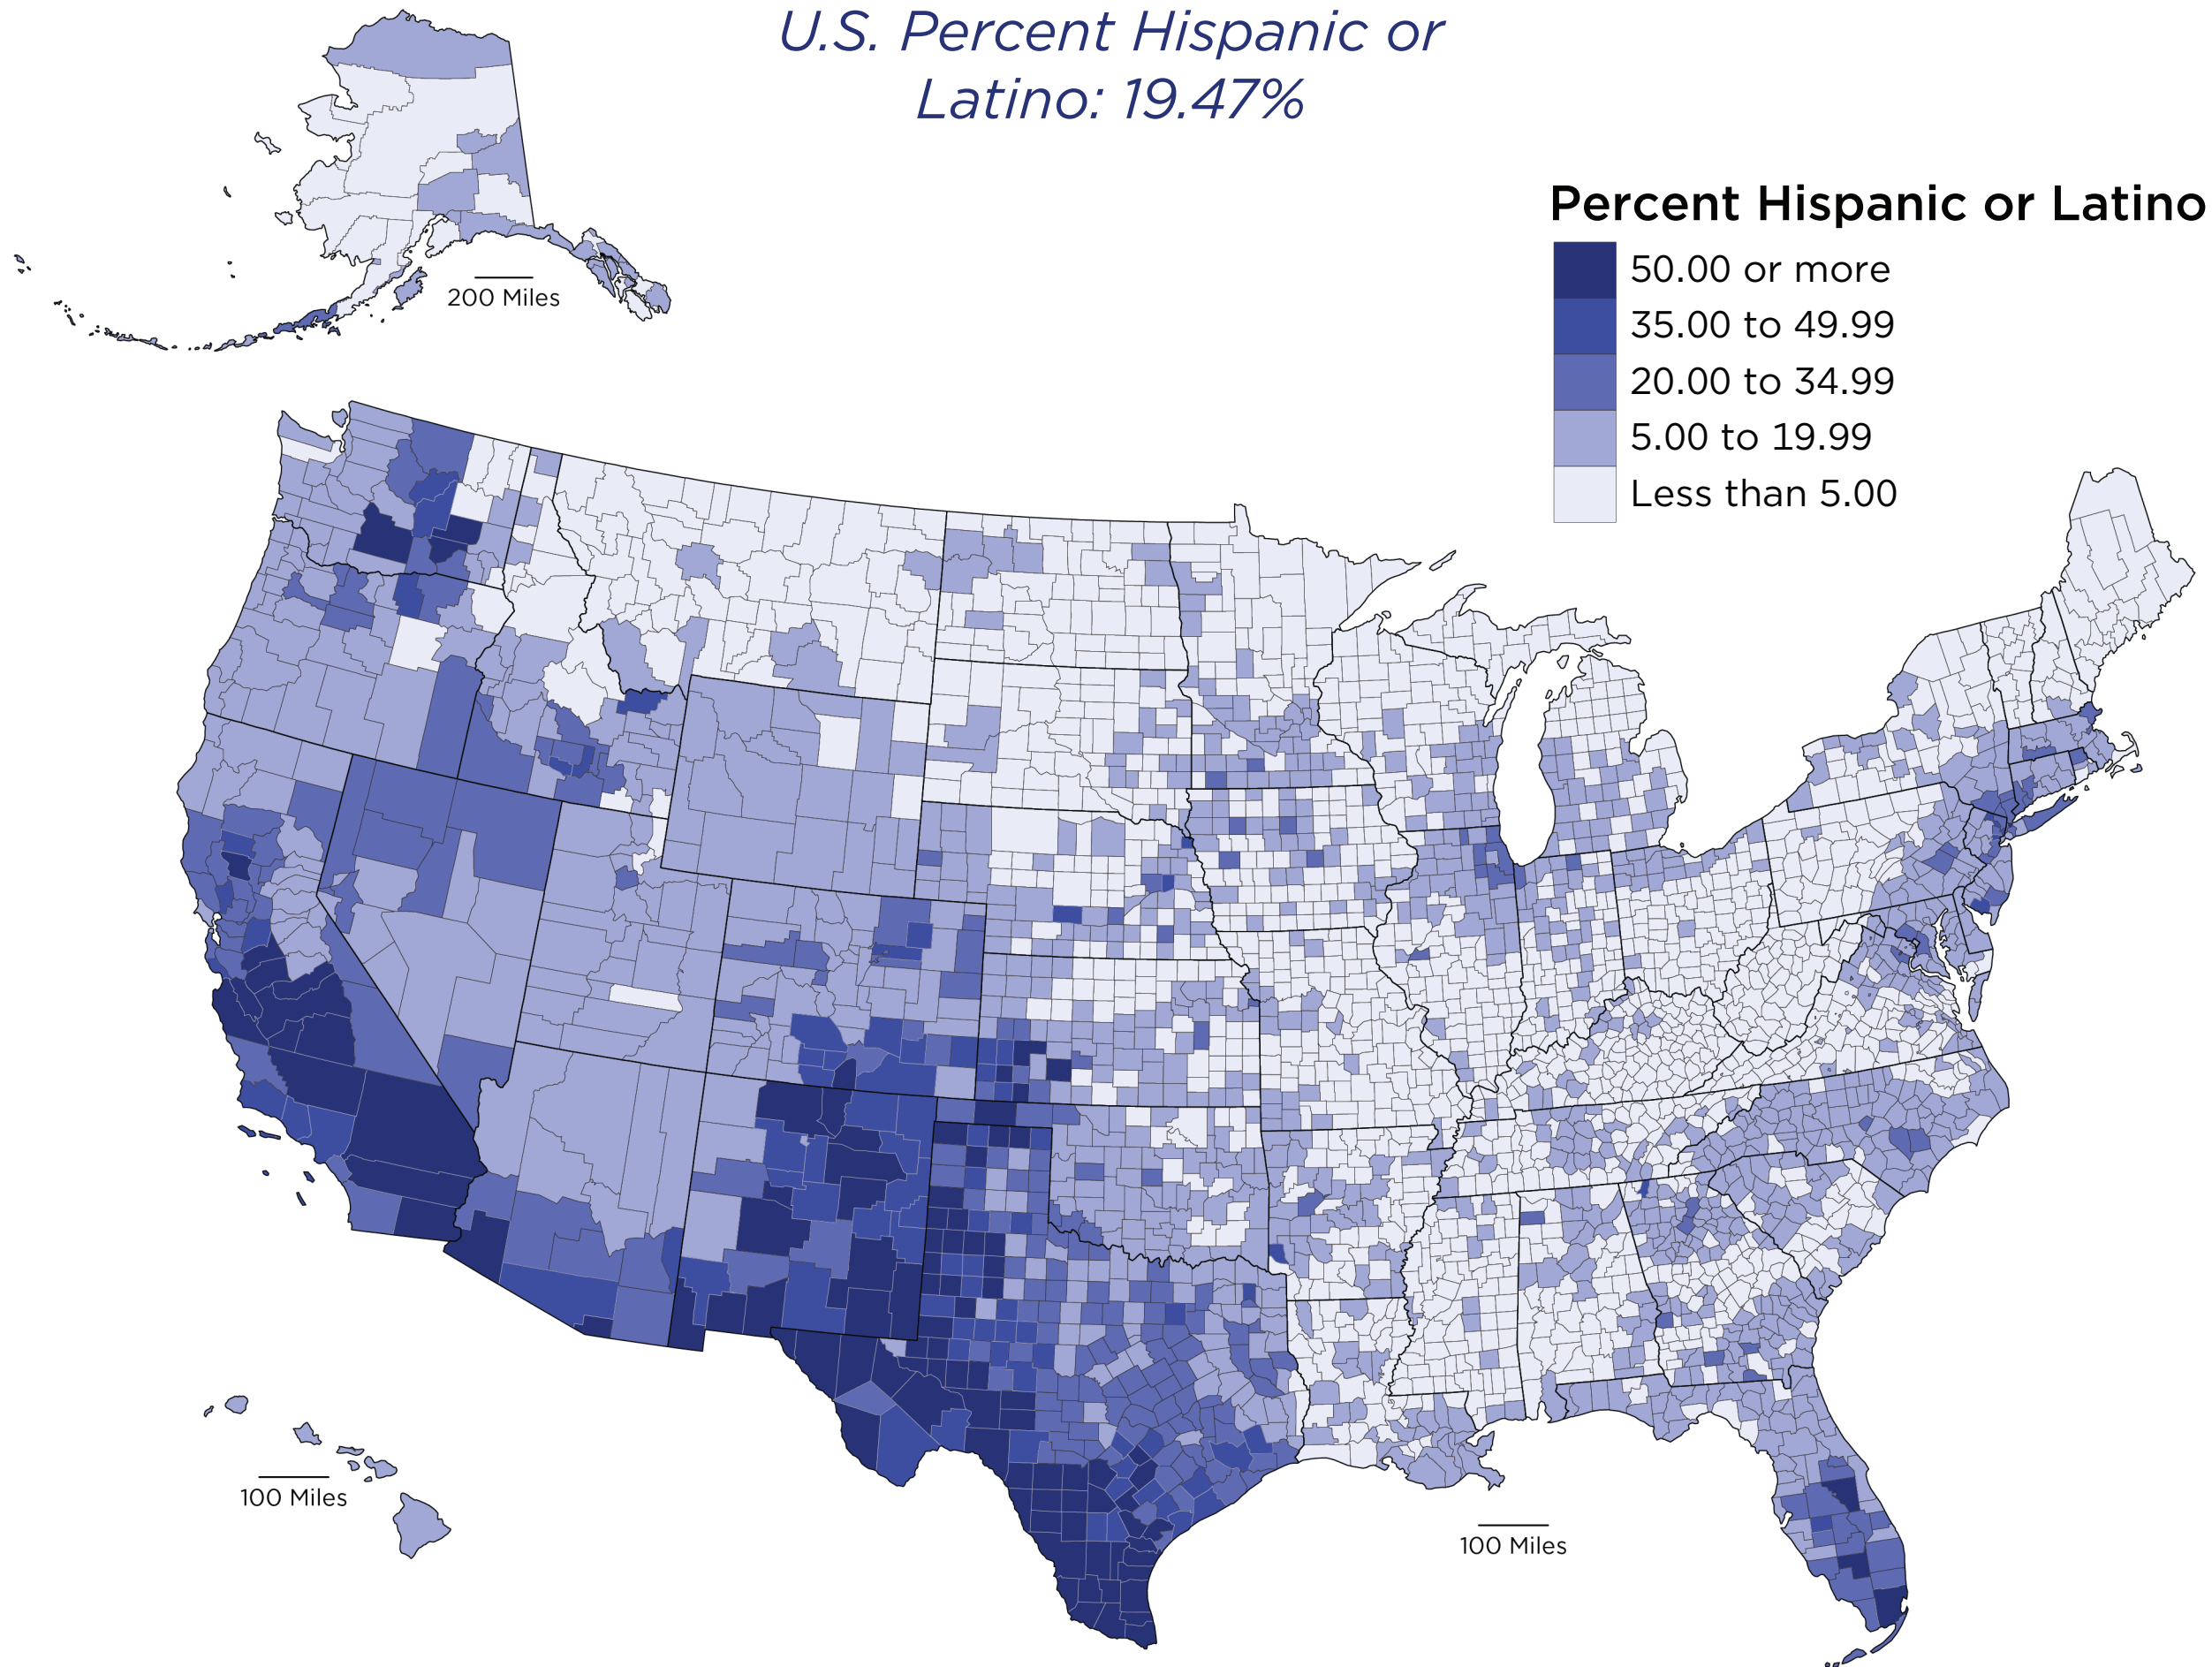 U.S. Percent Hispanic or
Latino: 19.47%
Percent Hispanic or Latino
50.00 or more
35.00 to 49.99
20.00 to 34.99
5.00 to 19.99
Less than 5.00
200 Miles
100 Miles
100 Miles